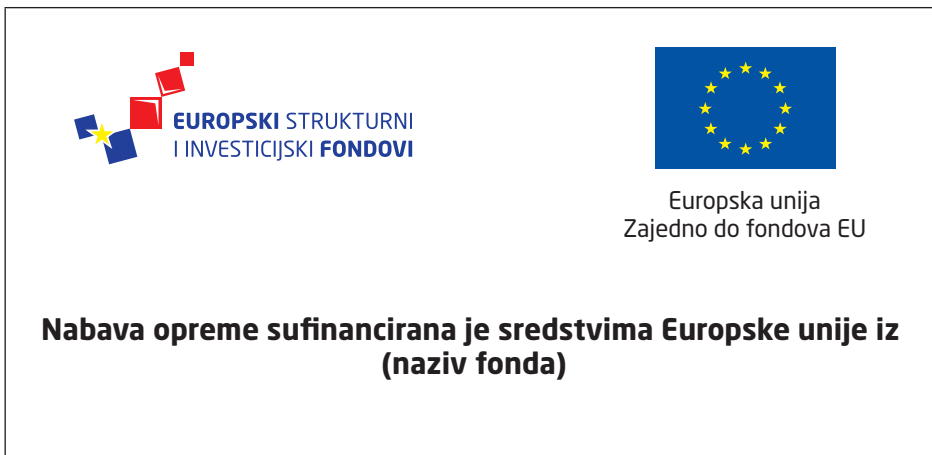 EUROPSKI STRUKTURNI
I INVESTICIJSKI FONDOVI
Europska unija
Zajedno do fondova EU
Nabava opreme sufinancirana je sredstvima Europske unije iz
(naziv fonda)